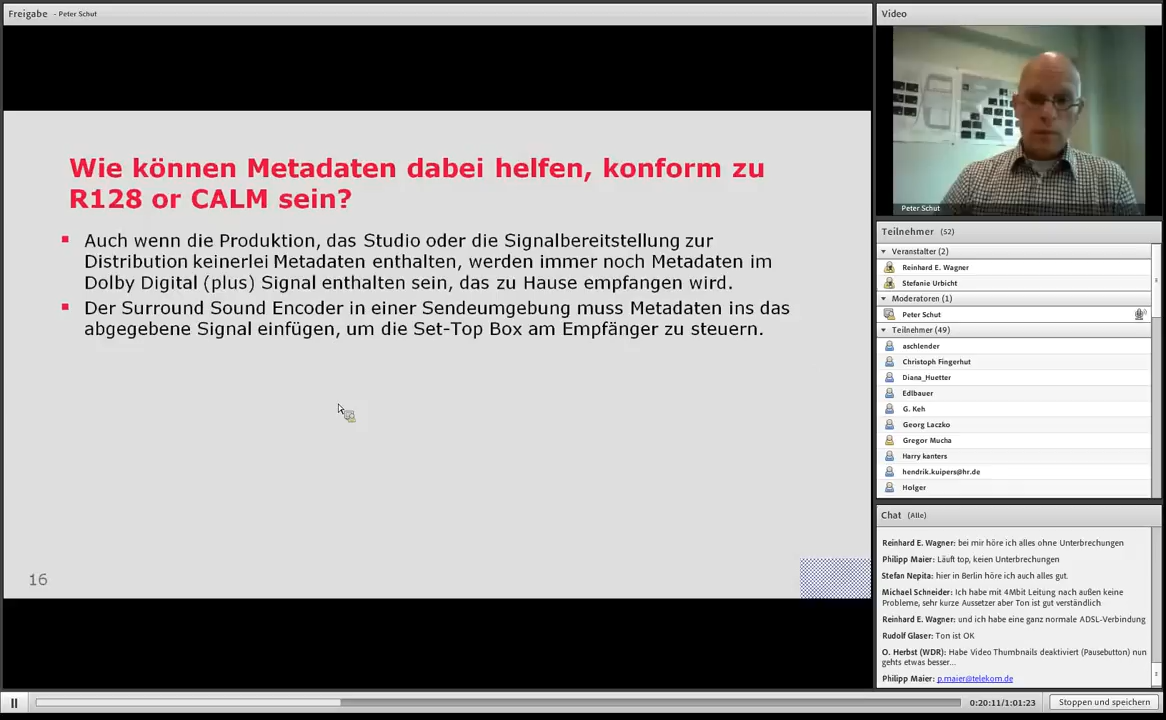 Freigabe - Peter Schut
Wie können Metadaten dabei helfen, konform zu
R128 or CALM sein?
Auch wenn die Produktion, das Studio oder die Signalbereitstellung zur
Distribution keinerlei Metadaten enthalten, werden immer noch Metadaten im
Dolby Digital (plus) Signal enthalten sein, das zu Hause empfangen wird.
Der Surround Sound Encoder in einer Sendeumgebung muss Metadaten ins das
abgegebene Signal einfügen, um die Set-Top Box am Empfänger zu steuern.
16
Video
Peter Schut
Teilnehmer (52)
Veranstalter (2)
Reinhard E. Wagner
Stefanie Urbicht
Moderatoren (1)
Peter Schut
Teilnehmer (49)
aschlender
Christoph Fingerhut
Diana_Huetter
Edlbauer
G. Keh
Georg Laczko
Gregor Mucha
Harry kanters
hendrik.kuipers@hr.de
Holger
Chat (Alle)
Reinhard E. Wagner: bei mir höre ich alles ohne Unterbrechungen
Philipp Maier: Läuft top, keien Unterbrechungen
Stefan Nepita: hier in Berlin höre ich auch alles gut.
Michael Schneider: Ich habe mit 4Mbit Leitung nach außen keine
Probleme, sehr kurze Aussetzer aber Ton ist gut verständlich
Reinhard E. Wagner: und ich habe eine ganz normale ADSL-Verbindung
Rudolf Glaser: Ton ist OK
O. Herbst (WDR): Habe Video Thumbnails deaktiviert (Pausebutton) nun
gehts etwas besser...
Philipp Maier: p.maier@telekom.de
0:20:11/1:01:23
Stoppen und speichern